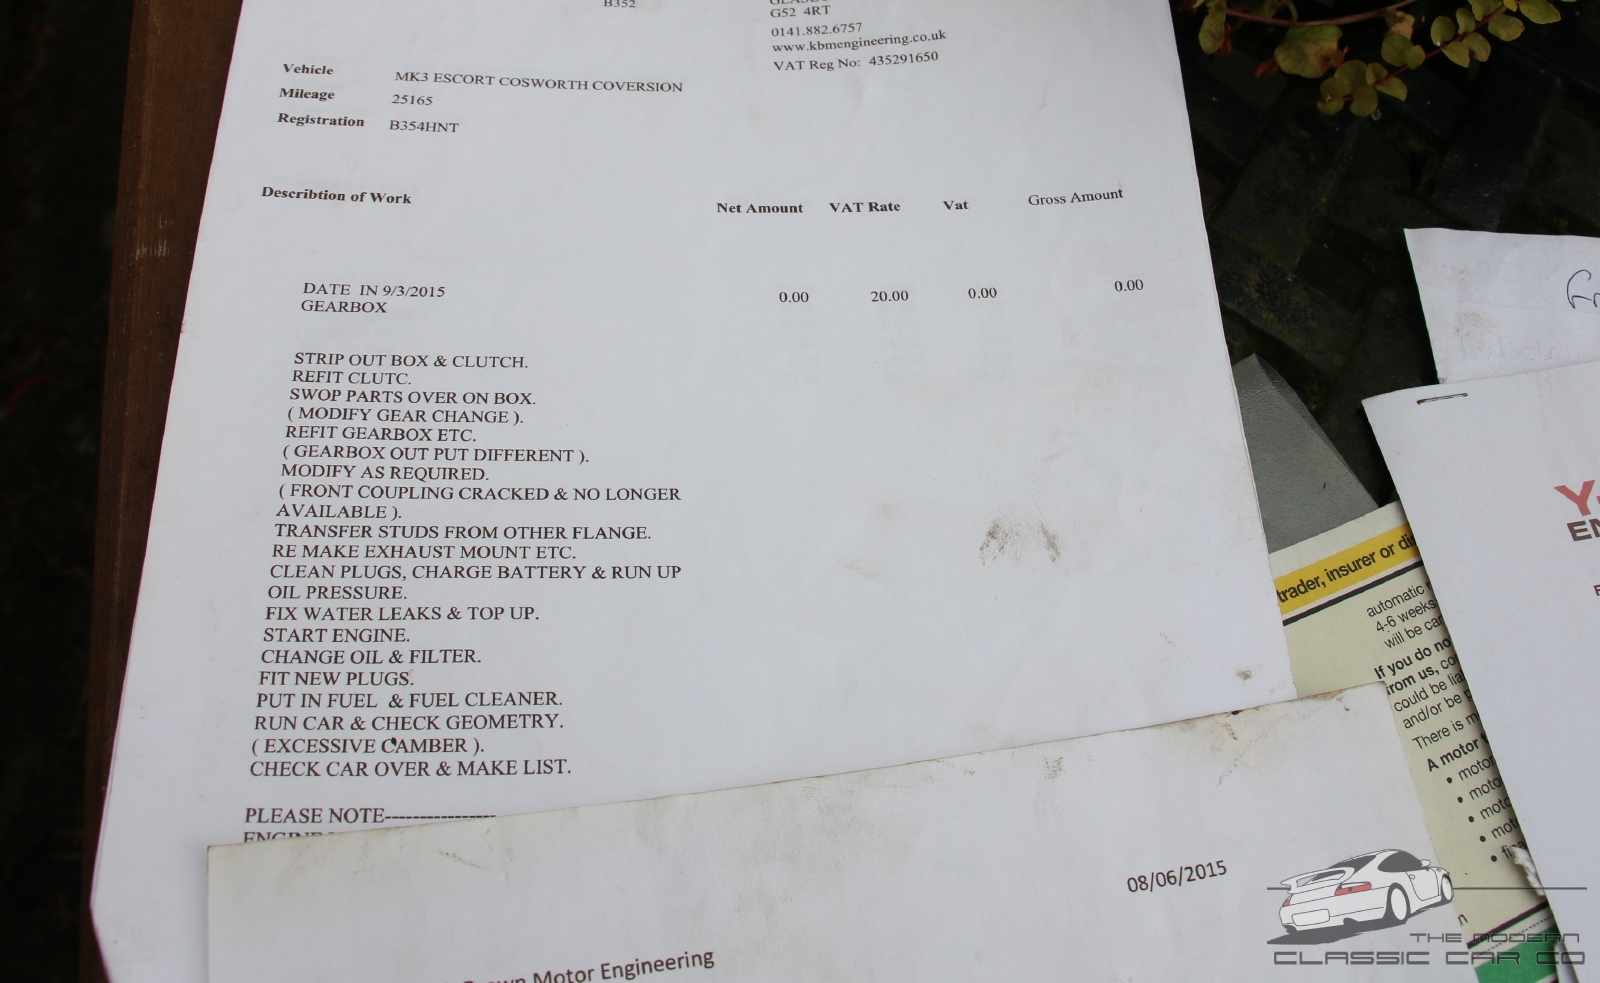 B352
G52 4RT
0141.882.6757
www.kbmengineering.co.uk
VAT Reg No: 435291650
Vehicle MK3 ESCORT COSWORTH COVERSION
Mileage 25165
Registration B354HNT
Describtion of Work Net Amount VAT Rate Vat Gross Amount
DATE IN 9/3/2015 0.00 20.00 0.00 0.00
GEARBOX
STRIP OUT BOX & CLUTCH.
REFIT CLUTC.
SWOP PARTS OVER ON BOX.
( MODIFY GEAR CHANGE ).
REFIT GEARBOX ETC.
( GEARBOX OUT PUT DIFFERENT ).
MODIFY AS REQUIRED.
( FRONT COUPLING CRACKED & NO LONGER
AVAILABLE ).
TRANSFER STUDS FROM OTHER FLANGE.
RE MAKE EXHAUST MOUNT ETC.
CLEAN PLUGS, CHARGE BATTERY & RUN UP
OIL PRESSURE.
FIX WATER LEAKS & TOP UP.
START ENGINE.
CHANGE OIL & FILTER.
FIT NEW PLUGS.
PUT IN FUEL & FUEL CLEANER.
RUN CAR & CHECK GEOMETRY.
( EXCESSIVE CAMBER ).
CHECK CAR OVER & MAKE LIST.
PLEASE NOTE----------------
08/06/2015
Motor Engineering
trader, insurer or
automatic
4-6 weeks
will be
If you do
from us,
could be
and/or be
There is
A motor
THE MODERN
CLASSIC CAR CO